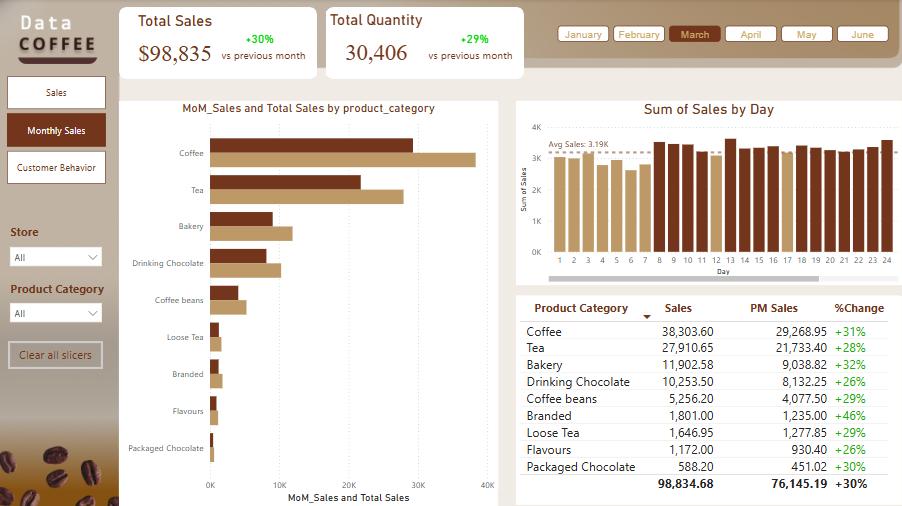 Data
COFFEE
Sales
Monthly Sales
Customer Behavior
Store
All
Product Category
All
Clear all slicers
Total Sales
$98,835
+30%
vs previous month
Total Quantity
30,406
+29%
vs previous month
January February March April May June
MoM_Sales and Total Sales by product_category
Coffee
Tea
Bakery
Drinking Chocolate
Coffee beans
Loose Tea
Branded
Flavours
Packaged Chocolate
0K 10K 20K 30K 40K
MoM_Sales and Total Sales
Sum of Sales by Day
Sum of Sales
4K
3K
2K
1K
0K
Avg Sales: 3.19K
1 2 3 4 5 6 7 8 9 10 11 12 13 14 15 16 17 18 19 20 21 22 23 24
Day
Product Category Sales PM Sales %Change
Coffee 38,303.60 29,268.95 +31%
Tea 27,910.65 21,733.40 +28%
Bakery 11,902.58 9,038.82 +32%
Drinking Chocolate 10,253.50 8,132.25 +26%
Coffee beans 5,256.20 4,077.50 +29%
Branded 1,801.00 1,235.00 +46%
Loose Tea 1,646.95 1,277.85 +29%
Flavours 1,172.00 930.40 +26%
Packaged Chocolate 588.20 451.02 +30%
98,834.68 76,145.19 +30%